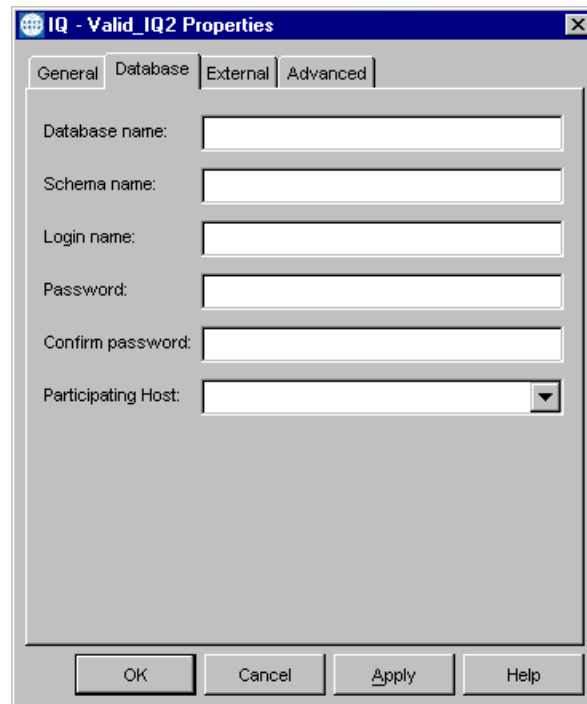 IQ - Valid_IQ2 Properties
General Database External Advanced
Database name:
Schema name:
Login name:
Password:
Confirm password:
Participating Host:
OK Cancel Apply Help